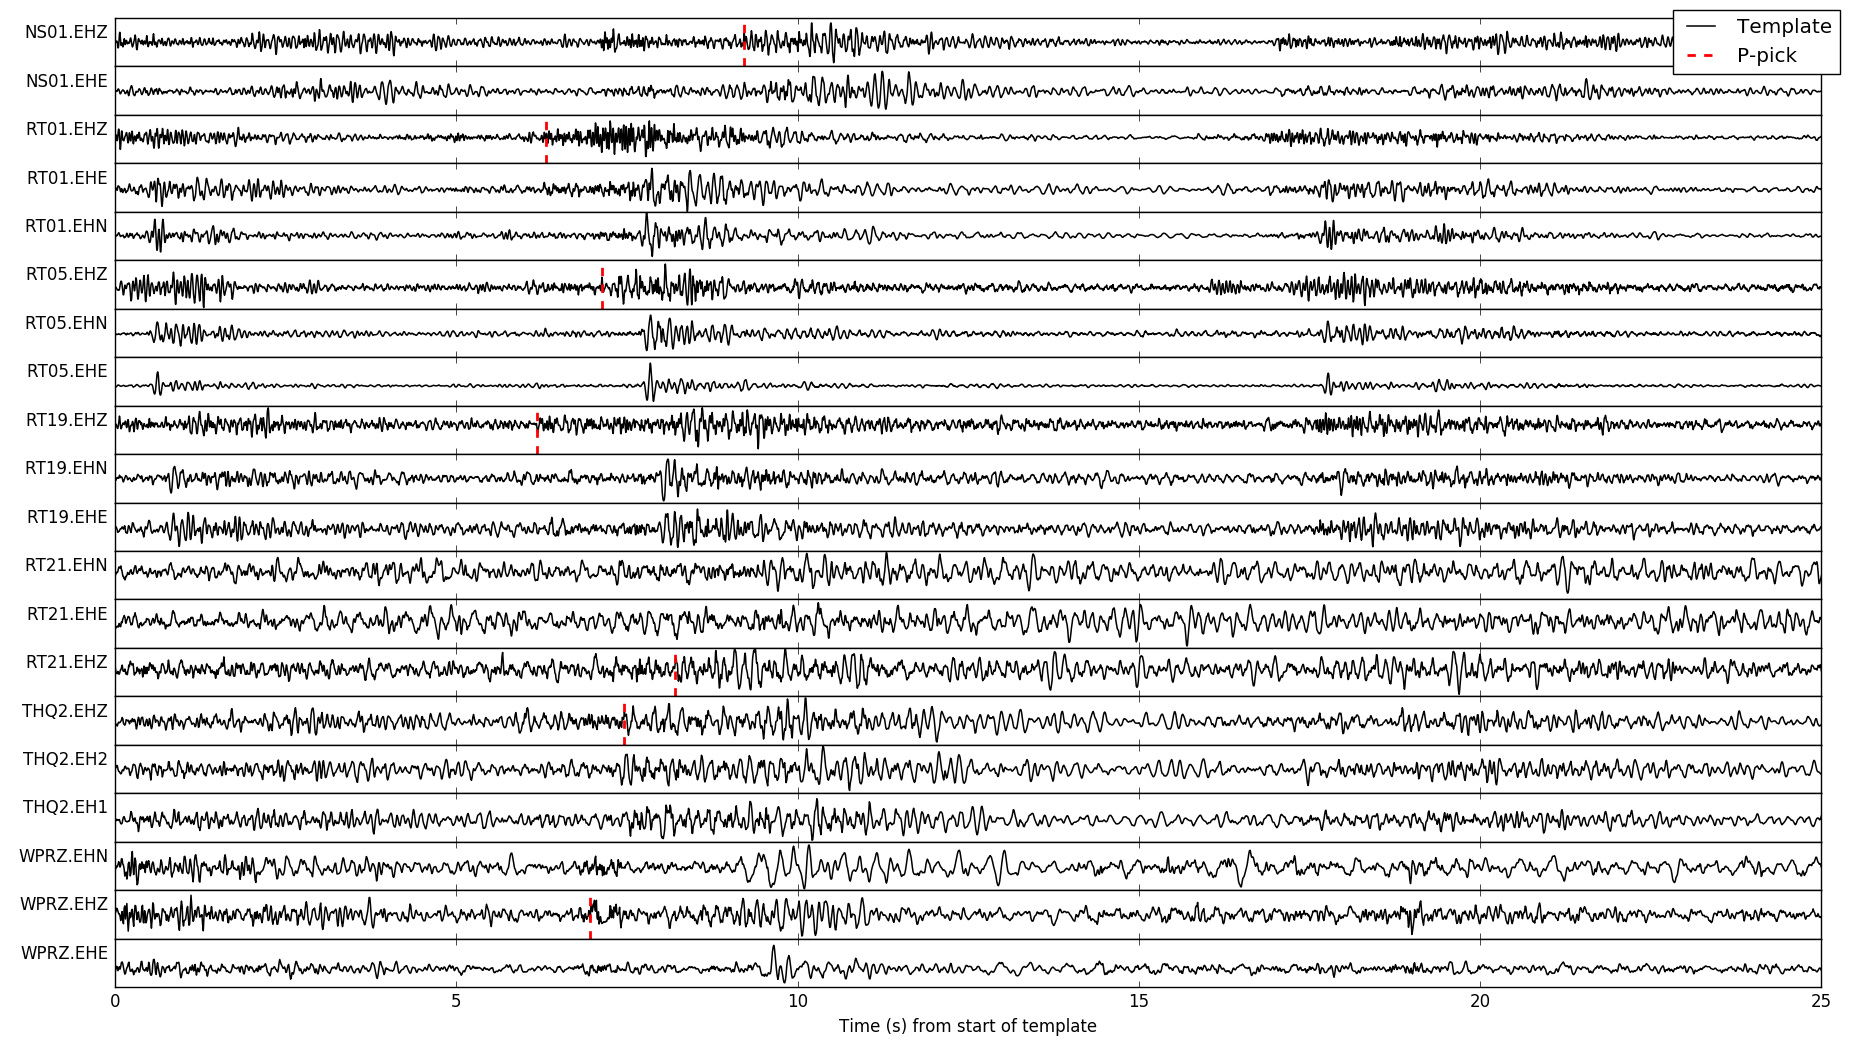 NS01.EHZ
Template
P-pick
NS01.EHE
RT01.EHZ
RT01.EHE
RT01.EHN
RT05.EHZ
RT05.EHN
RT05.EHE
RT19.EHZ
RT19.EHN
RT19.EHE
RT21.EHN
RT21.EHE
RT21.EHZ
THQ2.EHZ
THQ2.EH2
THQ2.EH1
WPRZ.EHN
WPRZ.EHZ
WPRZ.EHE
0 5 10 15 20 25
Time (s) from start of template